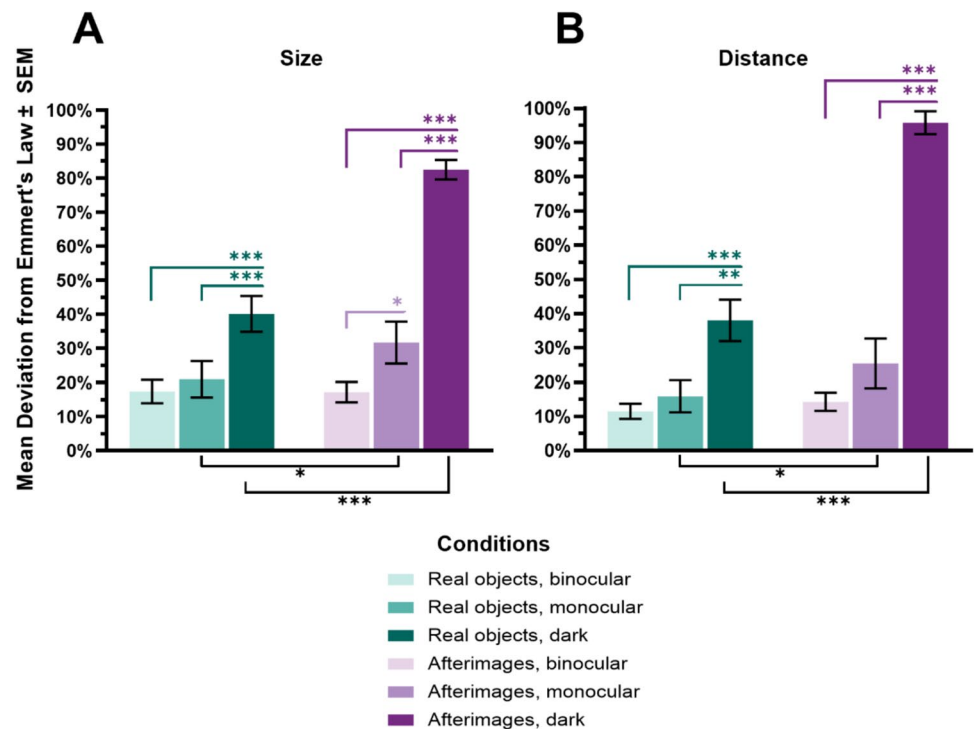 A
B
Size
Distance
Mean Deviation from Emmert's Law ± SEM
100%
90%
80%
70%
60%
50%
40%
30%
20%
10%
0%
***
***
***
***
*
*
***
100%
90%
80%
70%
60%
50%
40%
30%
20%
10%
0%
***
**
***
***
*
***
Conditions
Real objects, binocular
Real objects, monocular
Real objects, dark
Afterimages, binocular
Afterimages, monocular
Afterimages, dark